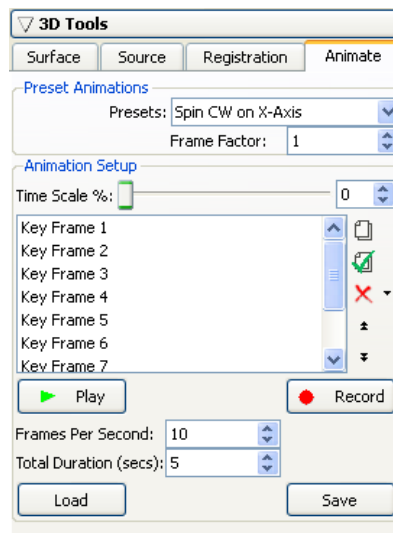 3D Tools
Surface Source Registration Animate
Preset Animations
Presets: Spin CW on X-Axis
Frame Factor: 1
Animation Setup
Time Scale %: 0
Key Frame 1
Key Frame 2
Key Frame 3
Key Frame 4
Key Frame 5
Key Frame 6
Key Frame 7
Play Record
Frames Per Second: 10
Total Duration (secs): 5
Load Save